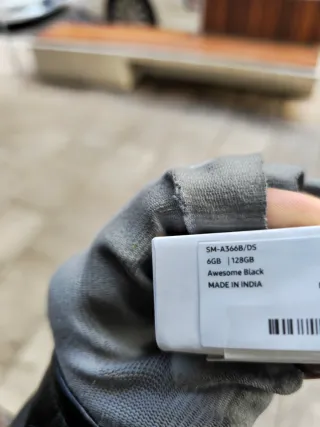 SM-A366B/DS
6GB | 128GB
Awesome Black
MADE IN INDIA